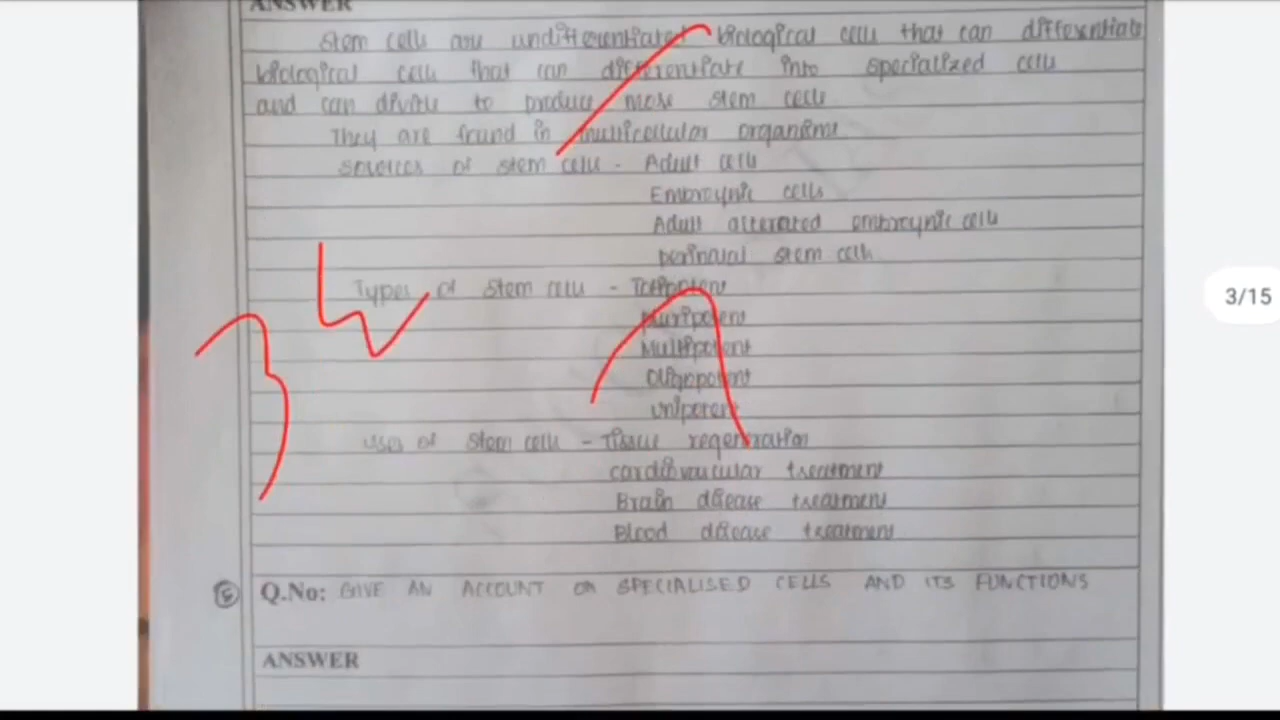 ANSWER
Stem cells are undifferentiated biological cells that can differentiate
biological cells that can differentiate into specialized cells
and can divide to produce more stem cells
They are found in multicellular organisms
Sources of stem cells - Adult cells
Embroynic cells
Adult alterated embroynic cells
perinatal stem cells
Types of stem cells - Totipotent
pluripotent
Multipotent
Oligopotent
unipotent
uses of stem cells - Tissue regeneration
cardiovascular treatment
Brain disease treatment
Blood disease treatment
3/15
8 Q.No: GIVE AN ACCOUNT ON SPECIALISED CELLS AND ITS FUNCTIONS
ANSWER